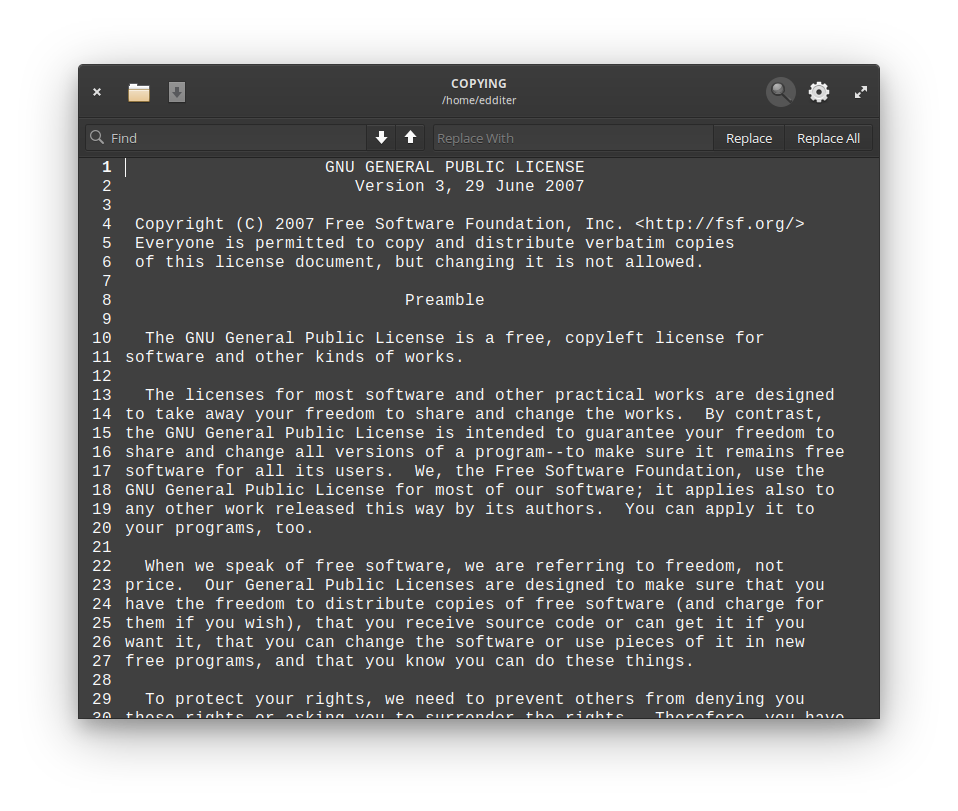 COPYING
/home/edditer
Find
Replace With
Replace
Replace All
1                      GNU GENERAL PUBLIC LICENSE
2                         Version 3, 29 June 2007
3
4   Copyright (C) 2007 Free Software Foundation, Inc. <http://fsf.org/>
5   Everyone is permitted to copy and distribute verbatim copies
6   of this license document, but changing it is not allowed.
7
8                              Preamble
9
10    The GNU General Public License is a free, copyleft license for
11  software and other kinds of works.
12
13    The licenses for most software and other practical works are designed
14  to take away your freedom to share and change the works.  By contrast,
15  the GNU General Public License is intended to guarantee your freedom to
16  share and change all versions of a program--to make sure it remains free
17  software for all its users.  We, the Free Software Foundation, use the
18  GNU General Public License for most of our software; it applies also to
19  any other work released this way by its authors.  You can apply it to
20  your programs, too.
21
22    When we speak of free software, we are referring to freedom, not
23  price.  Our General Public Licenses are designed to make sure that you
24  have the freedom to distribute copies of free software (and charge for
25  them if you wish), that you receive source code or can get it if you
26  want it, that you can change the software or use pieces of it in new
27  free programs, and that you know you can do these things.
28
29    To protect your rights, we need to prevent others from denying you
30  these rights or asking you to surrender the rights.  Therefore, you have